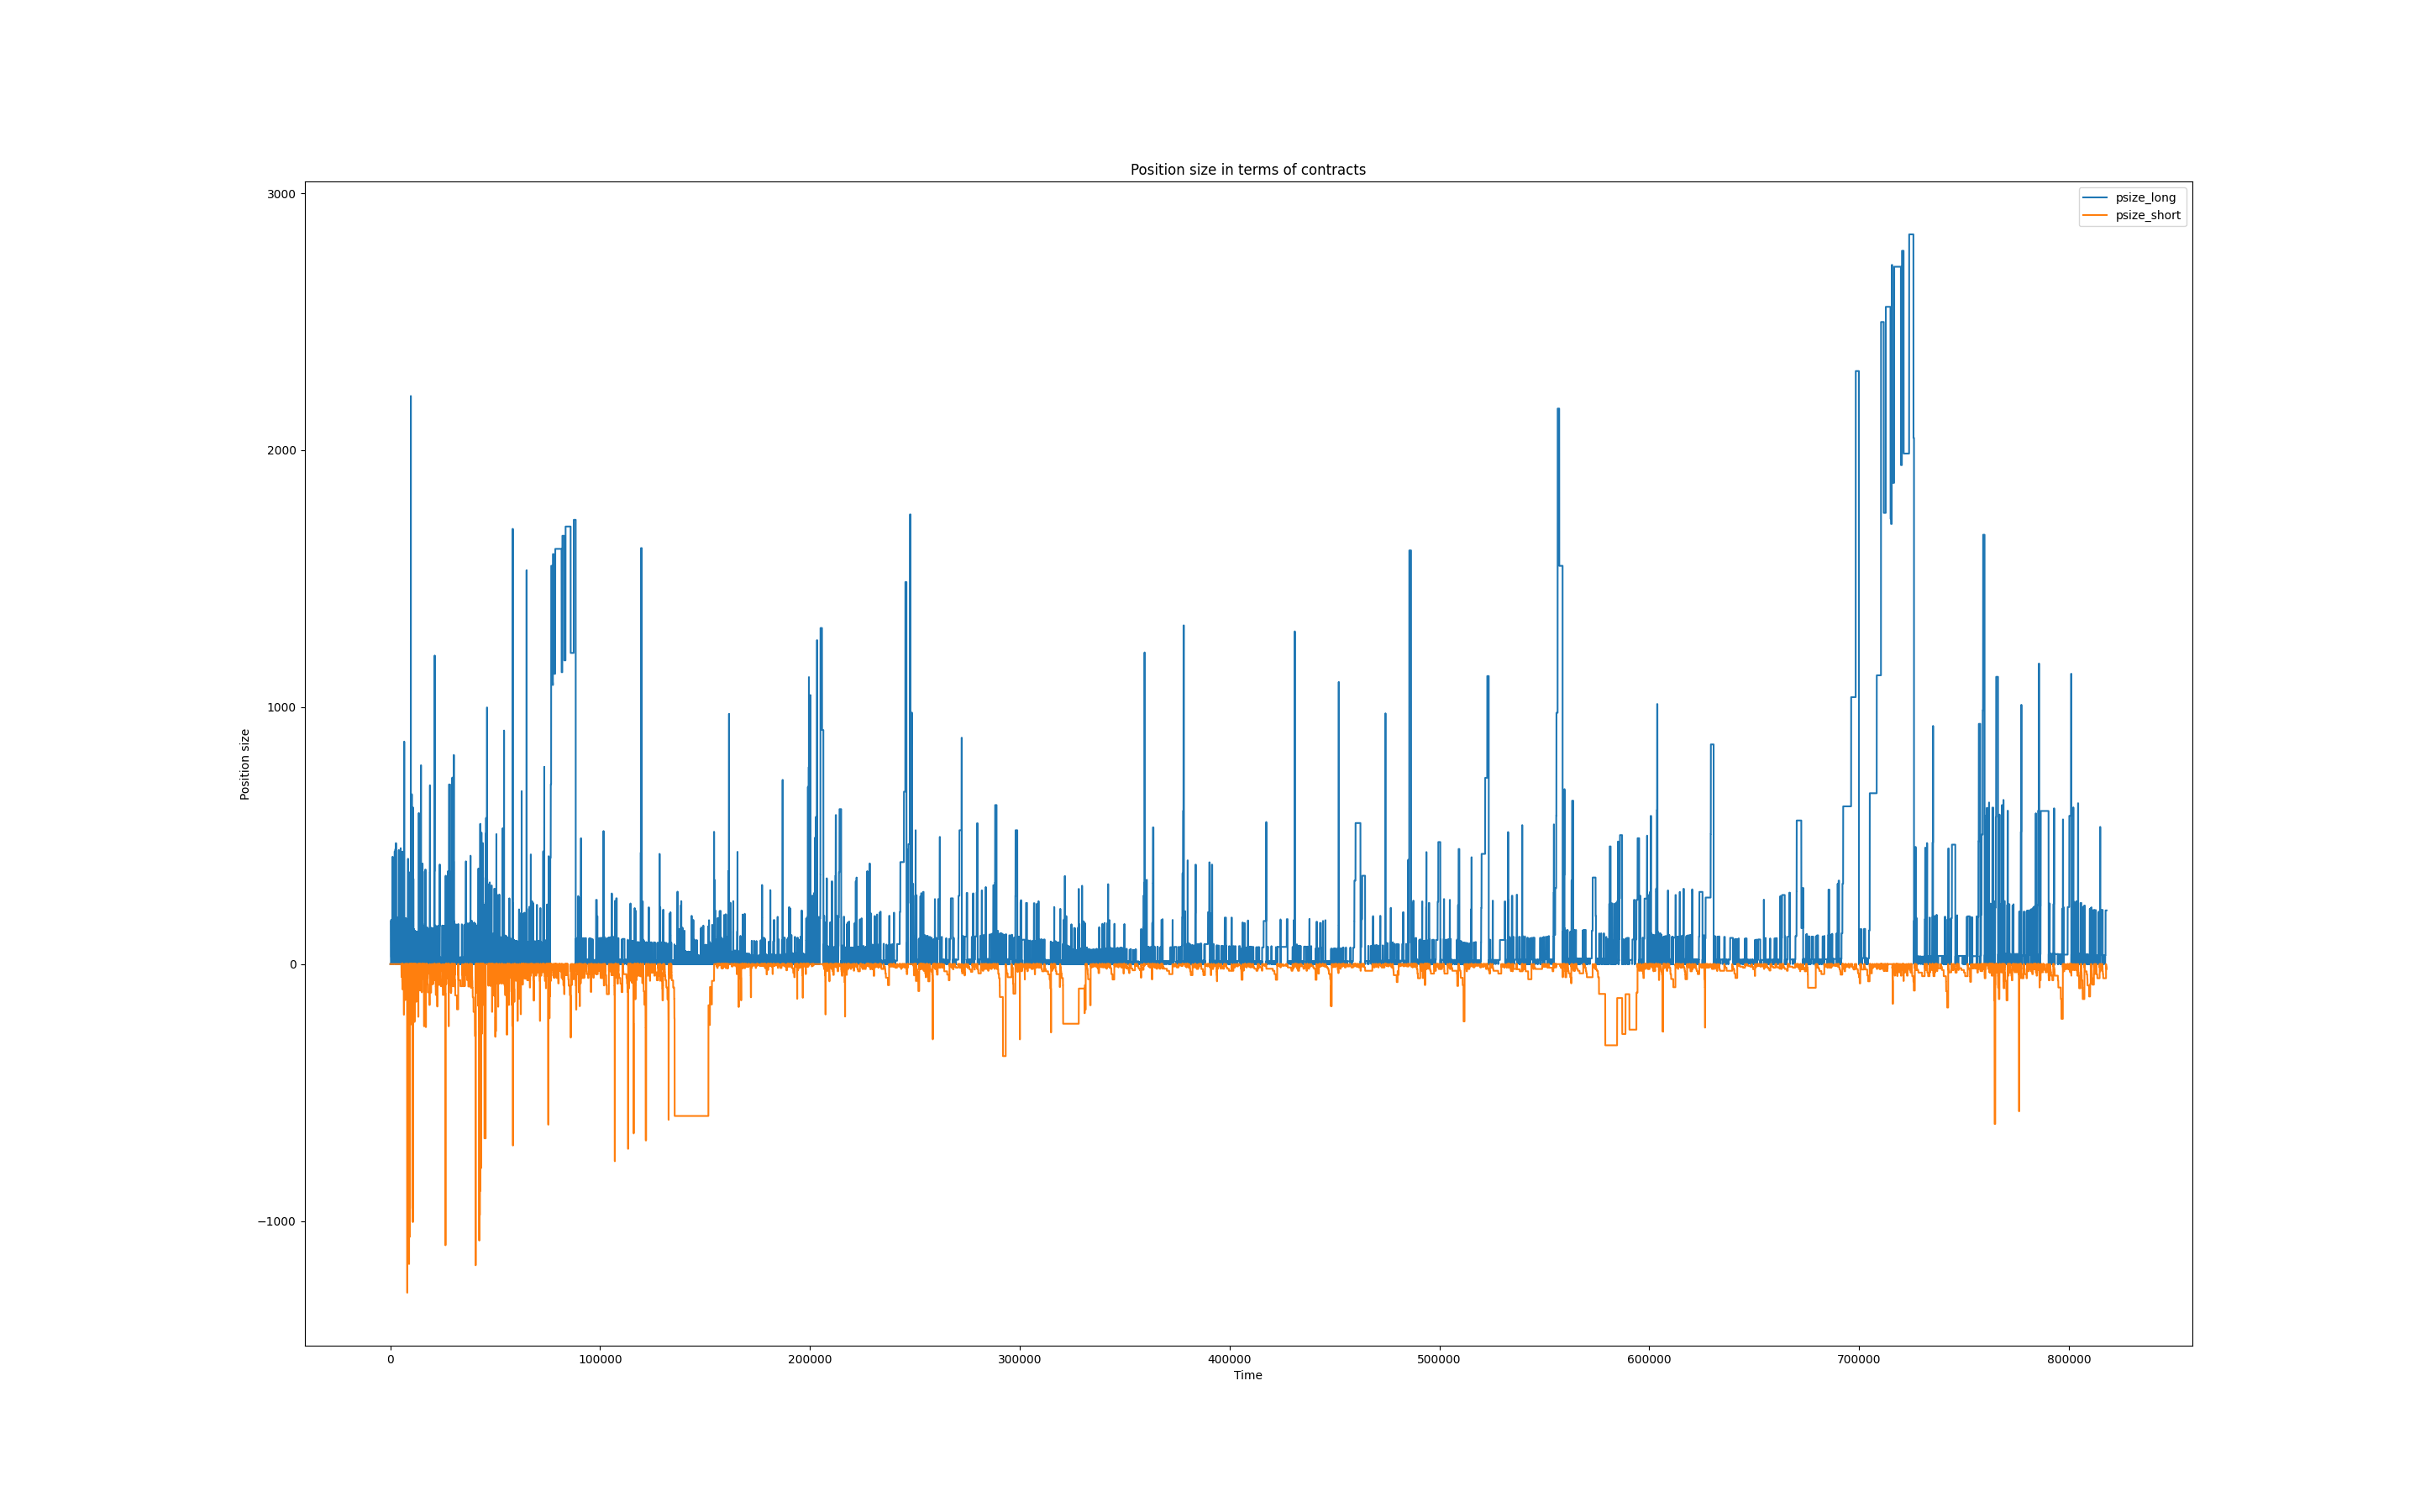 Position size in terms of contracts
psize_long
psize_short
3000
2000
1000
0
−1000
Position size
0 100000 200000 300000 400000 500000 600000 700000 800000
Time